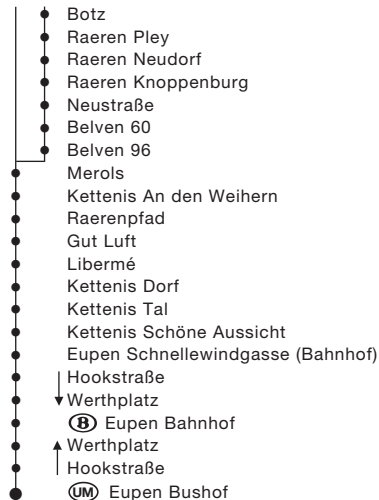 Botz
Raeren Pley
Raeren Neudorf
Raeren Knoppenburg
Neustraße
Belven 60
Belven 96
Merols
Kettenis An den Weihern
Raerenpfad
Gut Luft
Libermé
Kettenis Dorf
Kettenis Tal
Kettenis Schöne Aussicht
Eupen Schnellewindgasse (Bahnhof)
Hookstraße
Werthplatz
B Eupen Bahnhof
Werthplatz
Hookstraße
UM Eupen Bushof